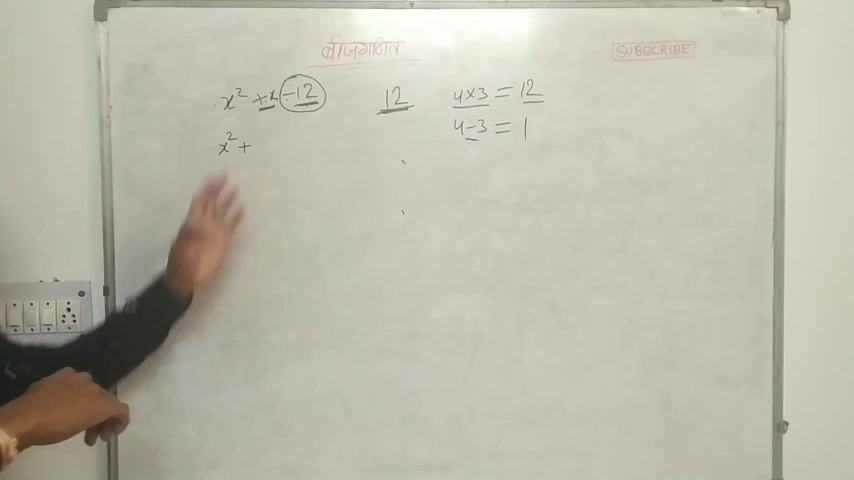 बीजगणित
SUBSCRIBE
x² + x - 12
12
4×3 = 12
4-3 = 1
x² +